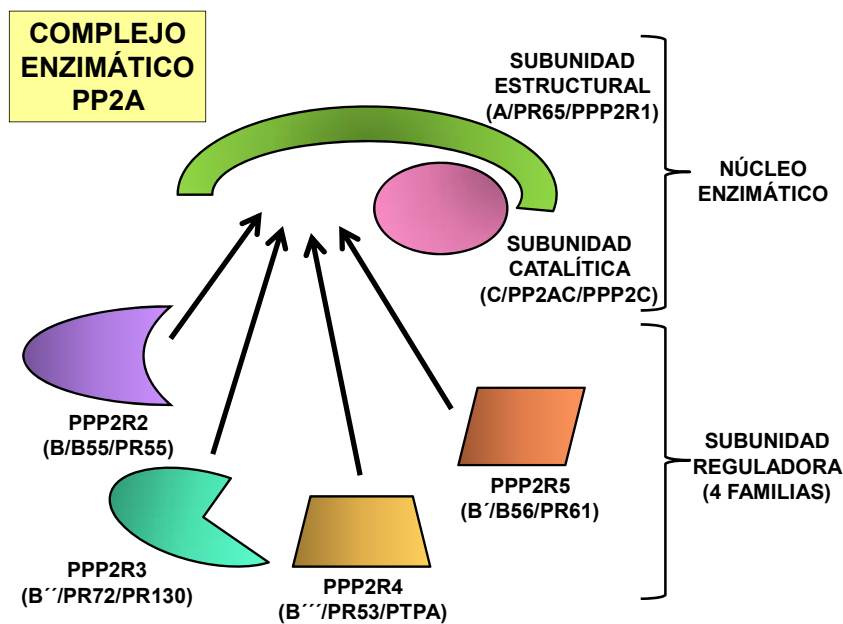 COMPLEJO
ENZIMÁTICO
PP2A
SUBUNIDAD
ESTRUCTURAL
(A/PR65/PPP2R1)
NÚCLEO
ENZIMÁTICO
SUBUNIDAD
CATALÍTICA
(C/PP2AC/PPP2C)
PPP2R2
(B/B55/PR55)
PPP2R5
(B´/B56/PR61)
SUBUNIDAD
REGULADORA
(4 FAMILIAS)
PPP2R3
(B´´/PR72/PR130)
PPP2R4
(B´´´/PR53/PTPA)